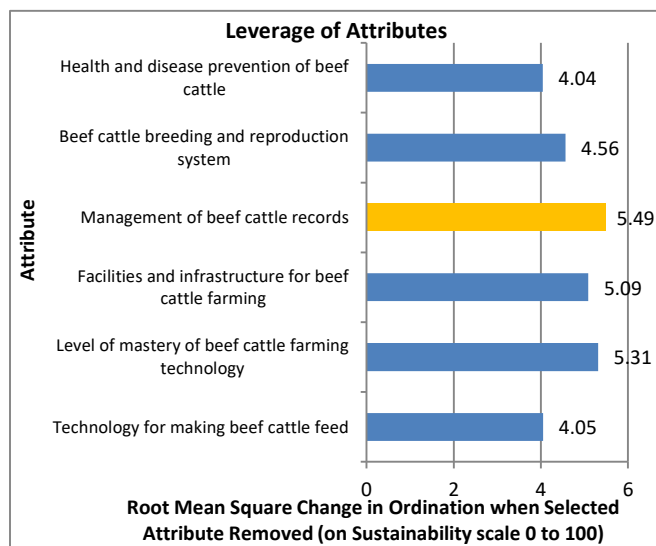 Leverage of Attributes
Health and disease prevention of beef
cattle
4.04
Beef cattle breeding and reproduction
system
4.56
Management of beef cattle records
5.49
Facilities and infrastructure for beef
cattle farming
5.09
Level of mastery of beef cattle farming
technology
5.31
Technology for making beef cattle feed
4.05
Attribute
0 2 4 6
Root Mean Square Change in Ordination when Selected
Attribute Removed (on Sustainability scale 0 to 100)